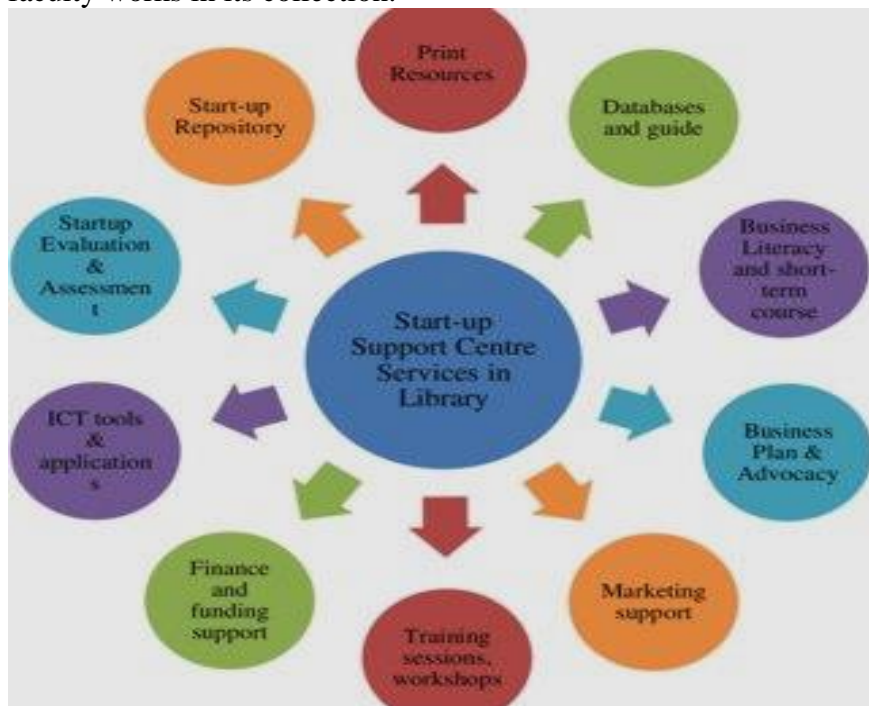 faculty works in its collection.
Print
Resources
Databases
and guide
Business
Literacy
and short-
term
course
Business
Plan &
Advocacy
Marketing
support
Training
sessions,
workshops
Finance
and
funding
support
ICT tools
&
application
s
Startup
Evaluation
&
Assessmen
t
Start-up
Repository
Start-up
Support Centre
Services in
Library